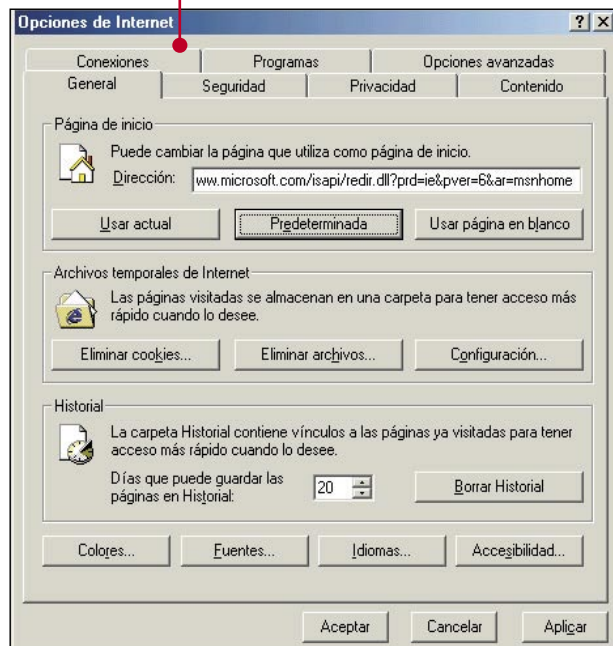 Opciones de Internet
? X
Conexiones Programas Opciones avanzadas
General Seguridad Privacidad Contenido
Página de inicio
Puede cambiar la página que utiliza como página de inicio.
Dirección: ww.microsoft.com/isapi/redir.dll?prd=ie&pver=6&ar=msnhome
Usar actual Predeterminada Usar página en blanco
Archivos temporales de Internet
Las páginas visitadas se almacenan en una carpeta para tener acceso más
rápido cuando lo desee.
Eliminar cookies... Eliminar archivos... Configuración...
Historial
La carpeta Historial contiene vínculos a las páginas ya visitadas para tener
acceso más rápido cuando lo desee.
Días que puede guardar las
páginas en Historial:
20 Borrar Historial
Colores... Fuentes... Idiomas... Accesibilidad...
Aceptar Cancelar Aplicar